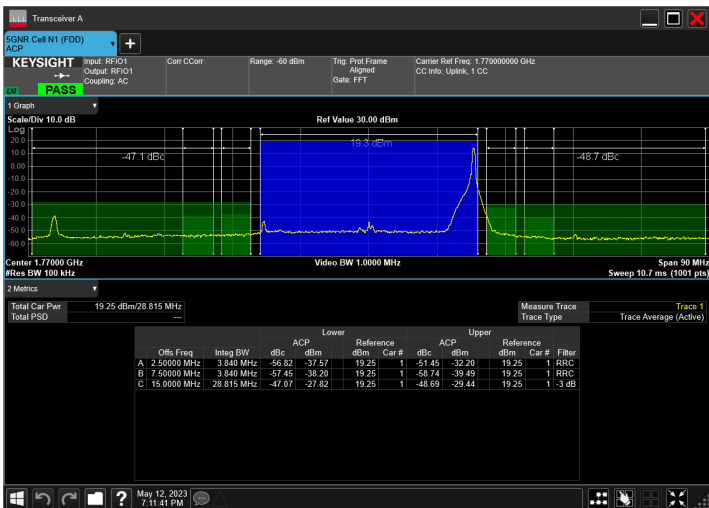 Transceiver A
5GNR Cell N1 (FDD)
ACP
KEYSIGHT
LXI
PASS
Input: RFIO1
Output: RFIO1
Coupling: AC
Corr CCorr
Range: -60 dBm
Trig: Prot Frame
Aligned
Gate: FFT
Carrier Ref Freq: 1.770000000 GHz
CC Info: Uplink, 1 CC
1 Graph
Scale/Div 10.0 dB
Ref Value 30.00 dBm
Log
20.0
10.0
0.00
-10.0
-20.0
-30.0
-40.0
-50.0
-60.0
-47.1 dBc
19.3 dBm
-48.7 dBc
Center 1.77000 GHz
Video BW 1.0000 MHz
Span 90 MHz
#Res BW 100 kHz
Sweep 10.7 ms (1001 pts)
2 Metrics
Total Car Pwr 19.25 dBm/28.815 MHz
Total PSD ---
Measure Trace Trace 1
Trace Type Trace Average (Active)
Lower Upper
ACP Reference ACP Reference
Offs Freq Integ BW dBc dBm dBm Car # dBc dBm dBm Car # Filter
A 2.50000 MHz 3.840 MHz -56.82 -37.57 19.25 1 -51.45 -32.20 19.25 1 RRC
B 7.50000 MHz 3.840 MHz -57.45 -38.20 19.25 1 -58.74 -39.49 19.25 1 RRC
C 15.0000 MHz 28.815 MHz -47.07 -27.82 19.25 1 -48.69 -29.44 19.25 1 -3 dB
?
May 12, 2023
7:11:41 PM